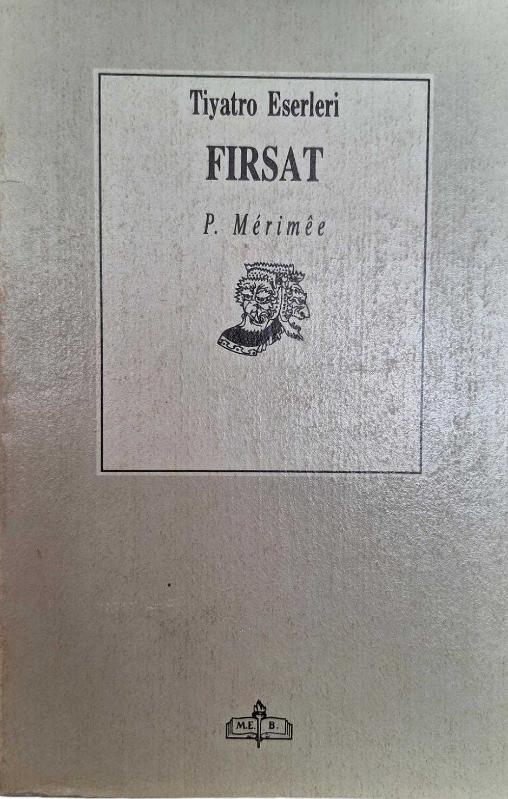 Tiyatro Eserleri
FIRSAT
P. Mérimêe
M.E. B.